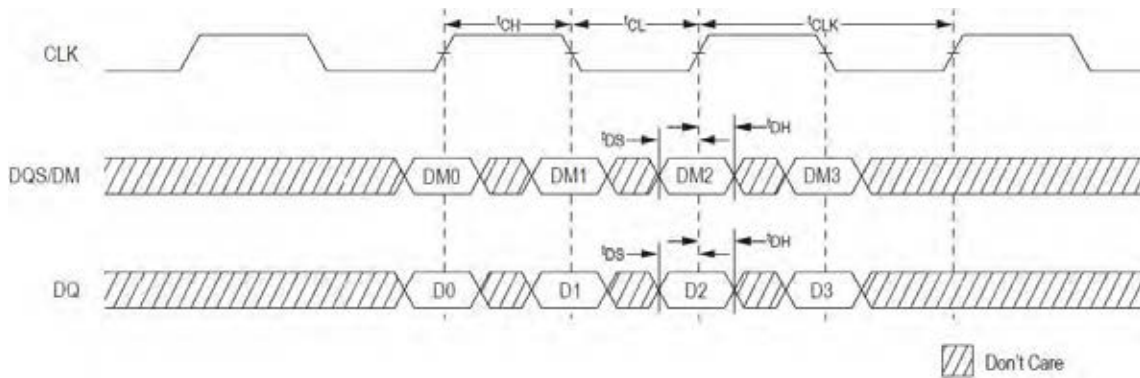 tCH tCL tCLK
CLK
tDS tDH
DQS/DM DM0 DM1 DM2 DM3
tDS tDH
DQ D0 D1 D2 D3
Don't Care